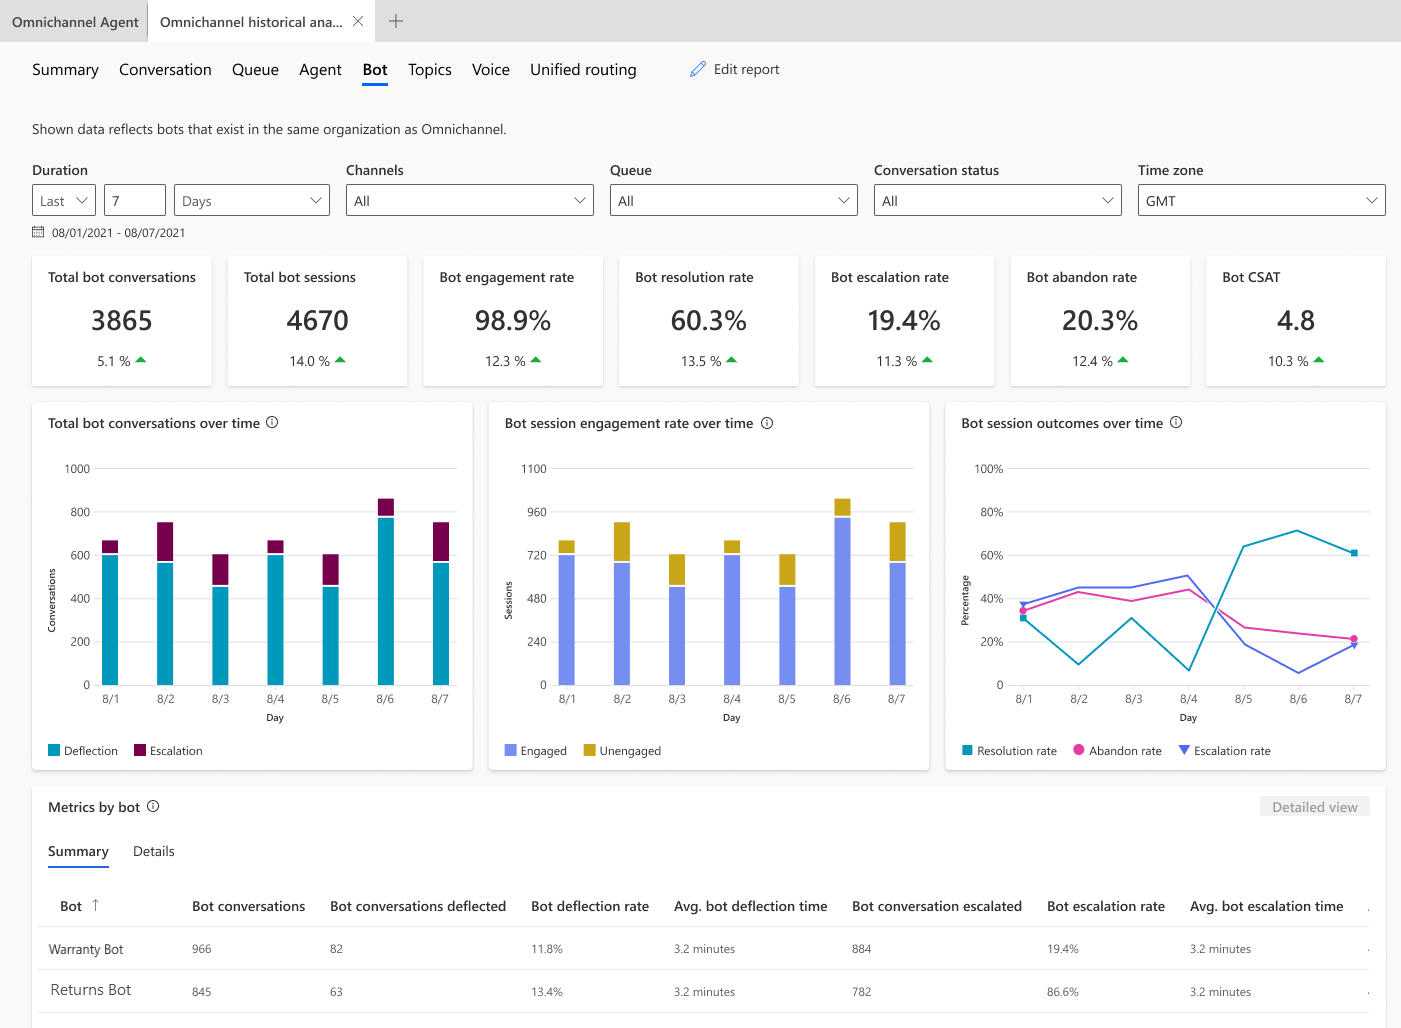 Omnichannel Agent
Omnichannel historical ana...
Summary Conversation Queue Agent Bot Topics Voice Unified routing Edit report
Shown data reflects bots that exist in the same organization as Omnichannel.
Duration Channels Queue Conversation status Time zone
Last 7 Days All All All GMT
08/01/2021 - 08/07/2021
Total bot conversations Total bot sessions Bot engagement rate Bot resolution rate Bot escalation rate Bot abandon rate Bot CSAT
3865 4670 98.9% 60.3% 19.4% 20.3% 4.8
5.1 % 14.0 % 12.3 % 13.5 % 11.3 % 12.4 % 10.3 %
Total bot conversations over time
1000
800
600
400
200
0
Conversations
8/1 8/2 8/3 8/4 8/5 8/6 8/7
Day
Deflection Escalation
Bot session engagement rate over time
1100
960
720
480
240
0
Sessions
8/1 8/2 8/3 8/4 8/5 8/6 8/7
Day
Engaged Unengaged
Bot session outcomes over time
100%
80%
60%
40%
20%
0
Percentage
8/1 8/2 8/3 8/4 8/5 8/6 8/7
Day
Resolution rate Abandon rate Escalation rate
Metrics by bot Detailed view
Summary Details
Bot Bot conversations Bot conversations deflected Bot deflection rate Avg. bot deflection time Bot conversation escalated Bot escalation rate Avg. bot escalation time
Warranty Bot 966 82 11.8% 3.2 minutes 884 19.4% 3.2 minutes
Returns Bot 845 63 13.4% 3.2 minutes 782 86.6% 3.2 minutes